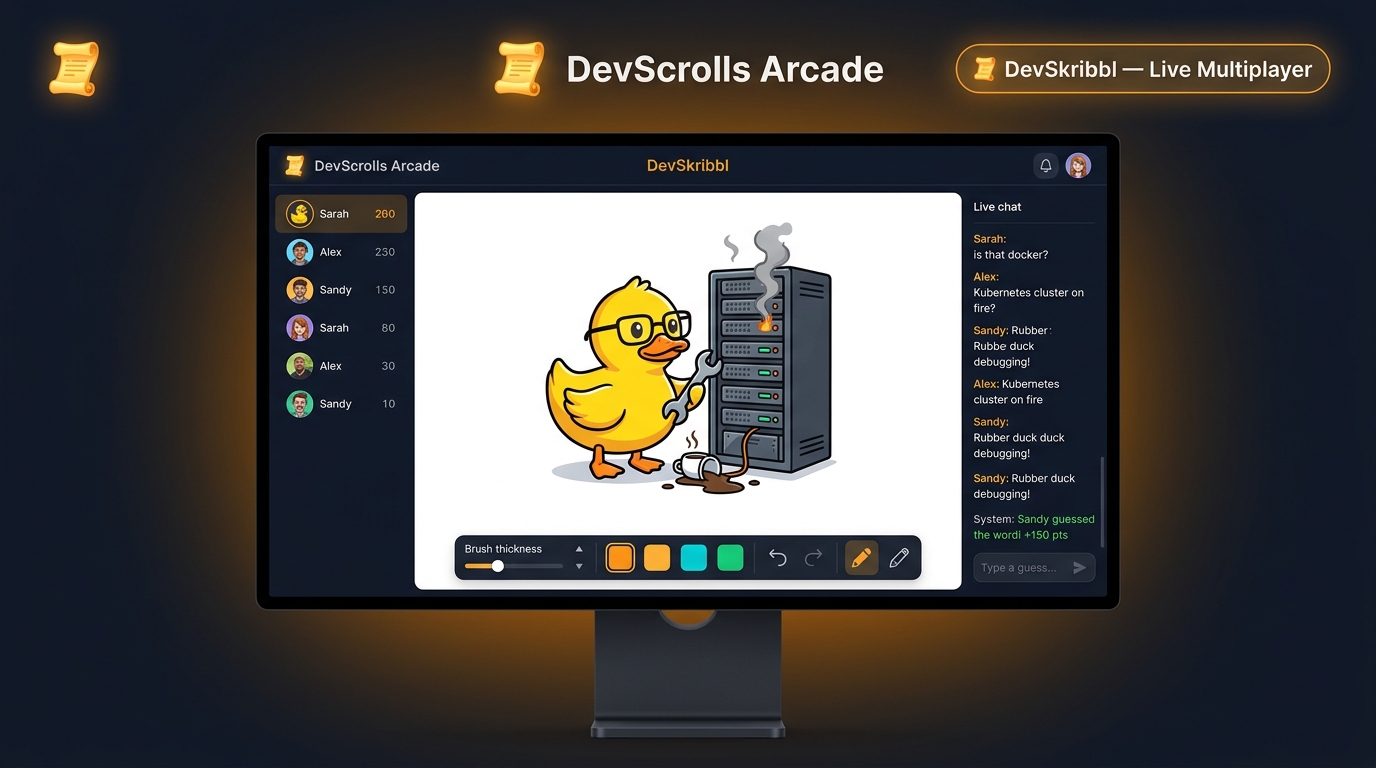 DevScrolls Arcade
DevSkribbl — Live Multiplayer
DevScrolls Arcade
DevSkribbl
Sarah 260
Alex 230
Sandy 150
Sarah 80
Alex 30
Sandy 10
Live chat
Sarah:
is that docker?
Alex:
Kubernetes cluster on
fire?
Sandy: Rubber:
Rubbe duck
debugging!
Alex: Kubernetes
cluster on fire
Sandy:
Rubber duck duck
debugging!
Sandy: Rubber duck
debugging!
System: Sandy guessed
the wordi +150 pts
Type a guess...
Brush thickness